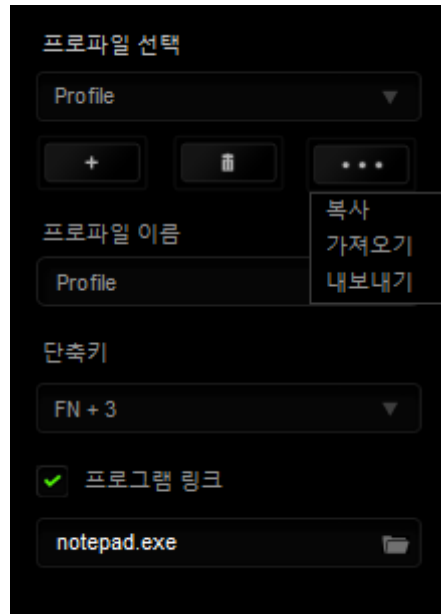 프로파일 선택
Profile
+
•••
복사
가져오기
내보내기
프로파일 이름
Profile
단축키
FN + 3
프로그램 링크
notepad.exe